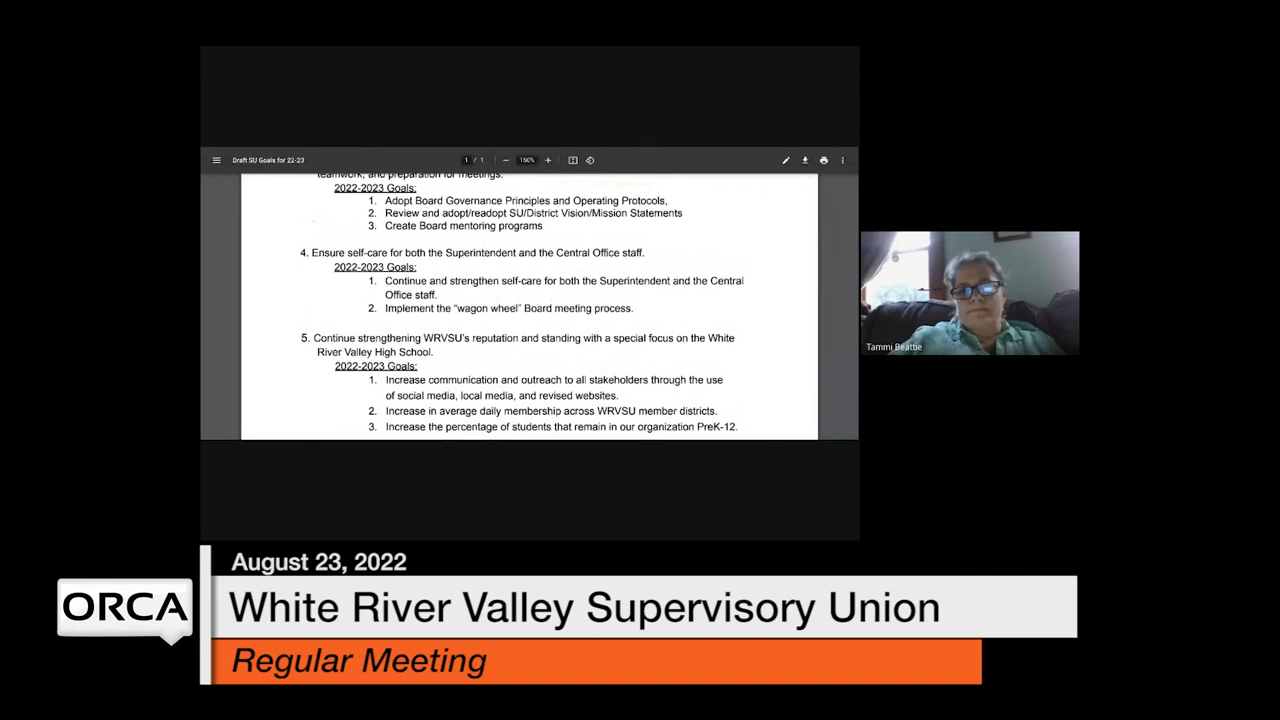 Draft SU Goals for 22-23
1 / 1
150%
teamwork, and preparation for meetings.
2022-2023 Goals:
1. Adopt Board Governance Principles and Operating Protocols,
2. Review and adopt/readopt SU/District Vision/Mission Statements
3. Create Board mentoring programs
4. Ensure self-care for both the Superintendent and the Central Office staff.
2022-2023 Goals:
1. Continue and strengthen self-care for both the Superintendent and the Central
Office staff.
2. Implement the “wagon wheel” Board meeting process.
5. Continue strengthening WRVSU’s reputation and standing with a special focus on the White
River Valley High School.
2022-2023 Goals:
1. Increase communication and outreach to all stakeholders through the use
of social media, local media, and revised websites.
2. Increase in average daily membership across WRVSU member districts.
3. Increase the percentage of students that remain in our organization PreK-12.
Tammi Beattie
August 23, 2022
ORCA
White River Valley Supervisory Union
Regular Meeting